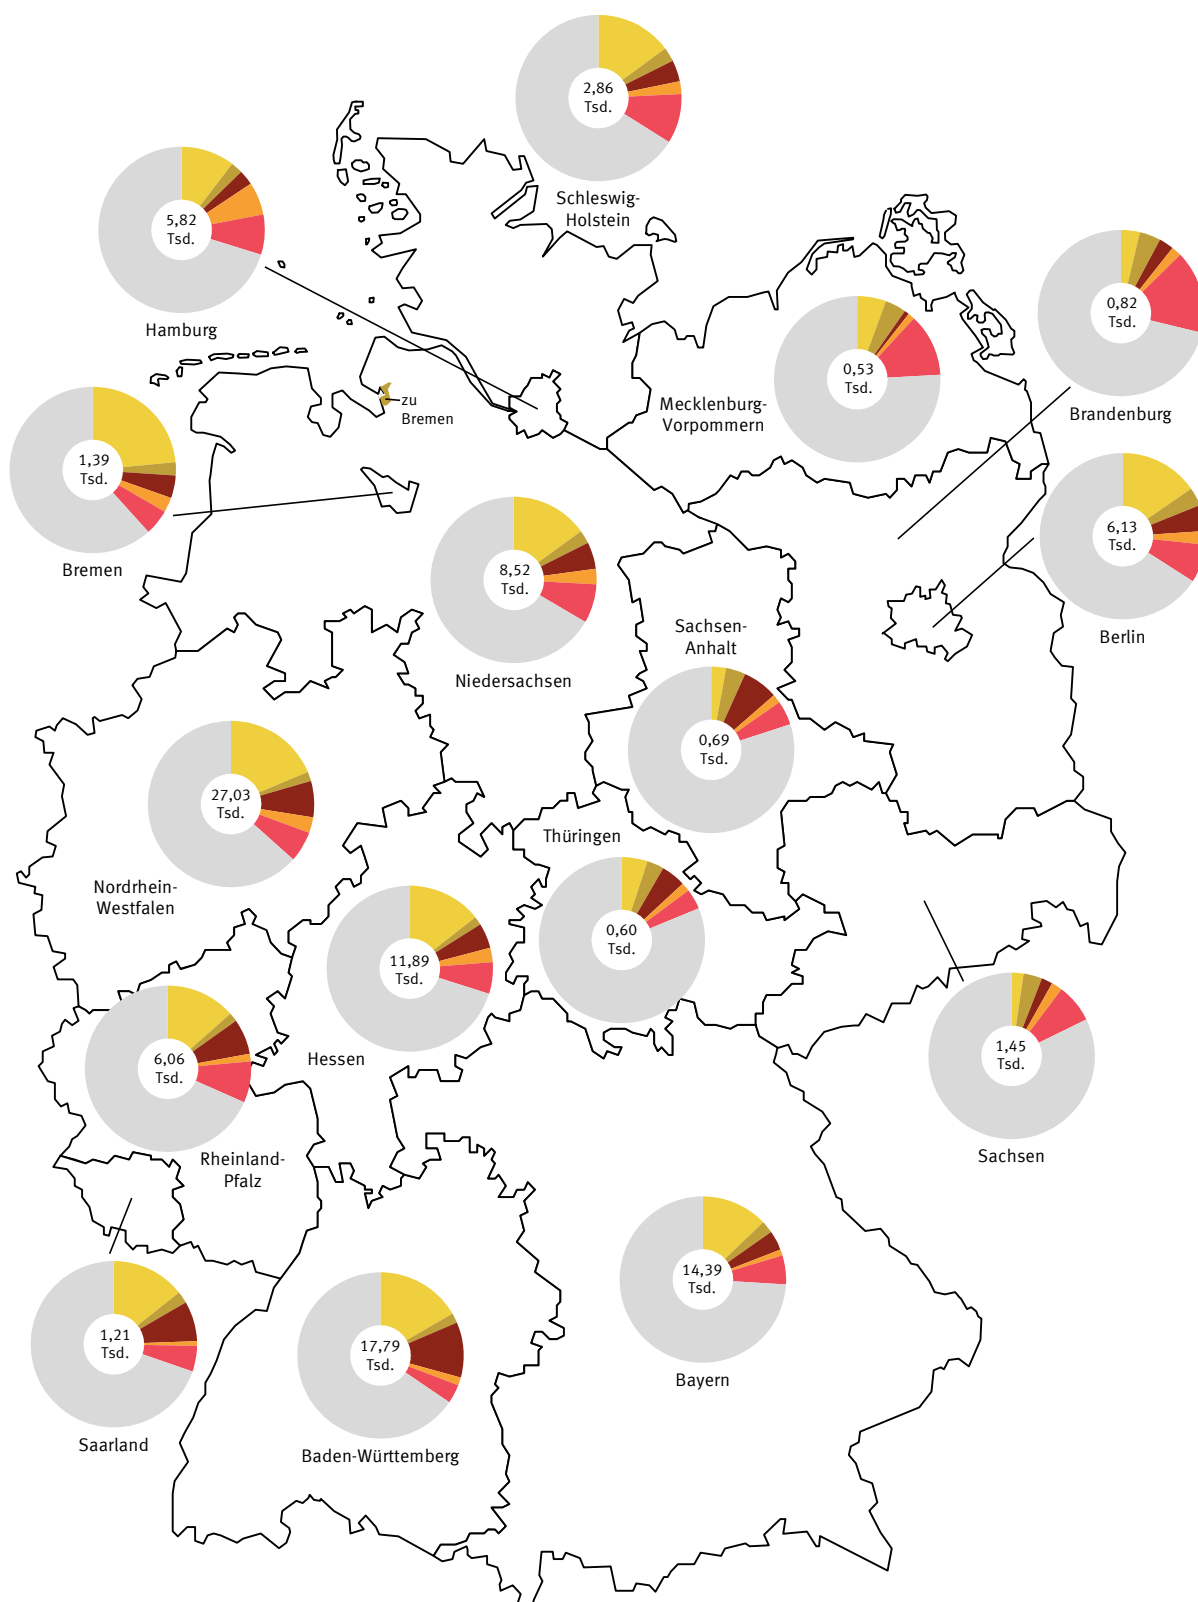 2,86
Tsd.
Schleswig-
Holstein
5,82
Tsd.
Hamburg
0,82
Tsd.
Brandenburg
0,53
Tsd.
Mecklenburg-
Vorpommern
zu
Bremen
1,39
Tsd.
Bremen
6,13
Tsd.
Berlin
8,52
Tsd.
Niedersachsen
Sachsen-
Anhalt
0,69
Tsd.
27,03
Tsd.
Nordrhein-
Westfalen
Thüringen
0,60
Tsd.
11,89
Tsd.
Hessen
6,06
Tsd.
Rheinland-
Pfalz
1,45
Tsd.
Sachsen
14,39
Tsd.
Bayern
1,21
Tsd.
Saarland
17,79
Tsd.
Baden-Württemberg